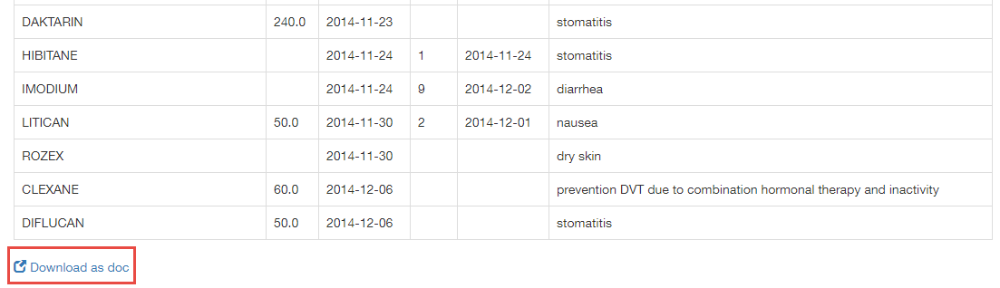 DAKTARIN 240.0 2014-11-23 stomatitis
HIBITANE 2014-11-24 1 2014-11-24 stomatitis
IMODIUM 2014-11-24 9 2014-12-02 diarrhea
LITICAN 50.0 2014-11-30 2 2014-12-01 nausea
ROZEX 2014-11-30 dry skin
CLEXANE 60.0 2014-12-06 prevention DVT due to combination hormonal therapy and inactivity
DIFLUCAN 50.0 2014-12-06 stomatitis
Download as doc